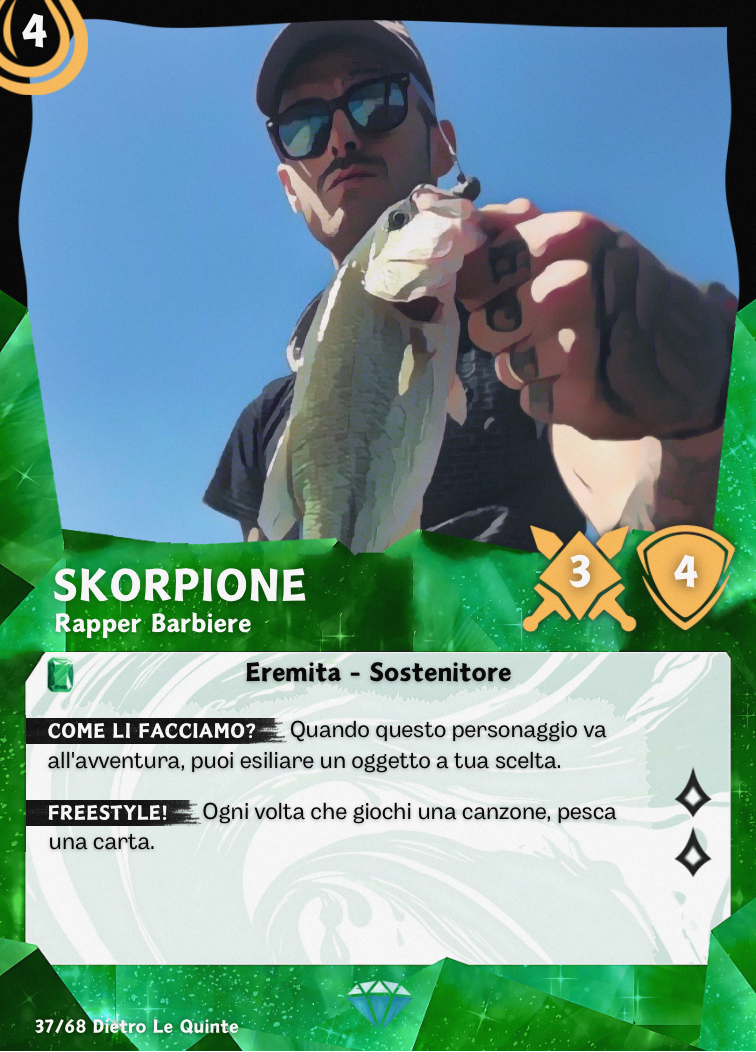 4
SKORPIONE
Rapper Barbiere
3
4
Eremita - Sostenitore
COME LI FACCIAMO? Quando questo personaggio va
all'avventura, puoi esiliare un oggetto a tua scelta.
FREESTYLE! Ogni volta che giochi una canzone, pesca
una carta.
37/68 Dietro Le Quinte